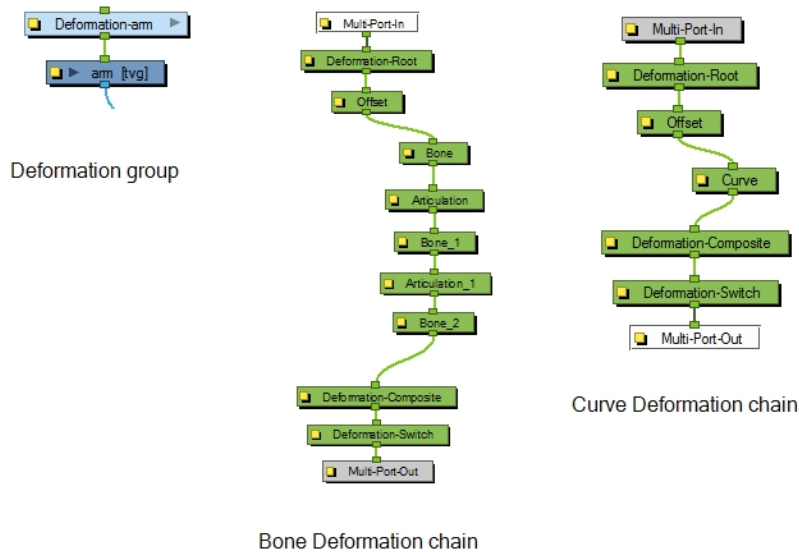 Deformation-arm
arm [tvg]
Deformation group
Multi-Port-In
Deformation-Root
Offset
Bone
Articulation
Bone_1
Articulation_1
Bone_2
Deformation-Composite
Deformation-Switch
Multi-Port-Out
Bone Deformation chain
Multi-Port-In
Deformation-Root
Offset
Curve
Deformation-Composite
Deformation-Switch
Multi-Port-Out
Curve Deformation chain